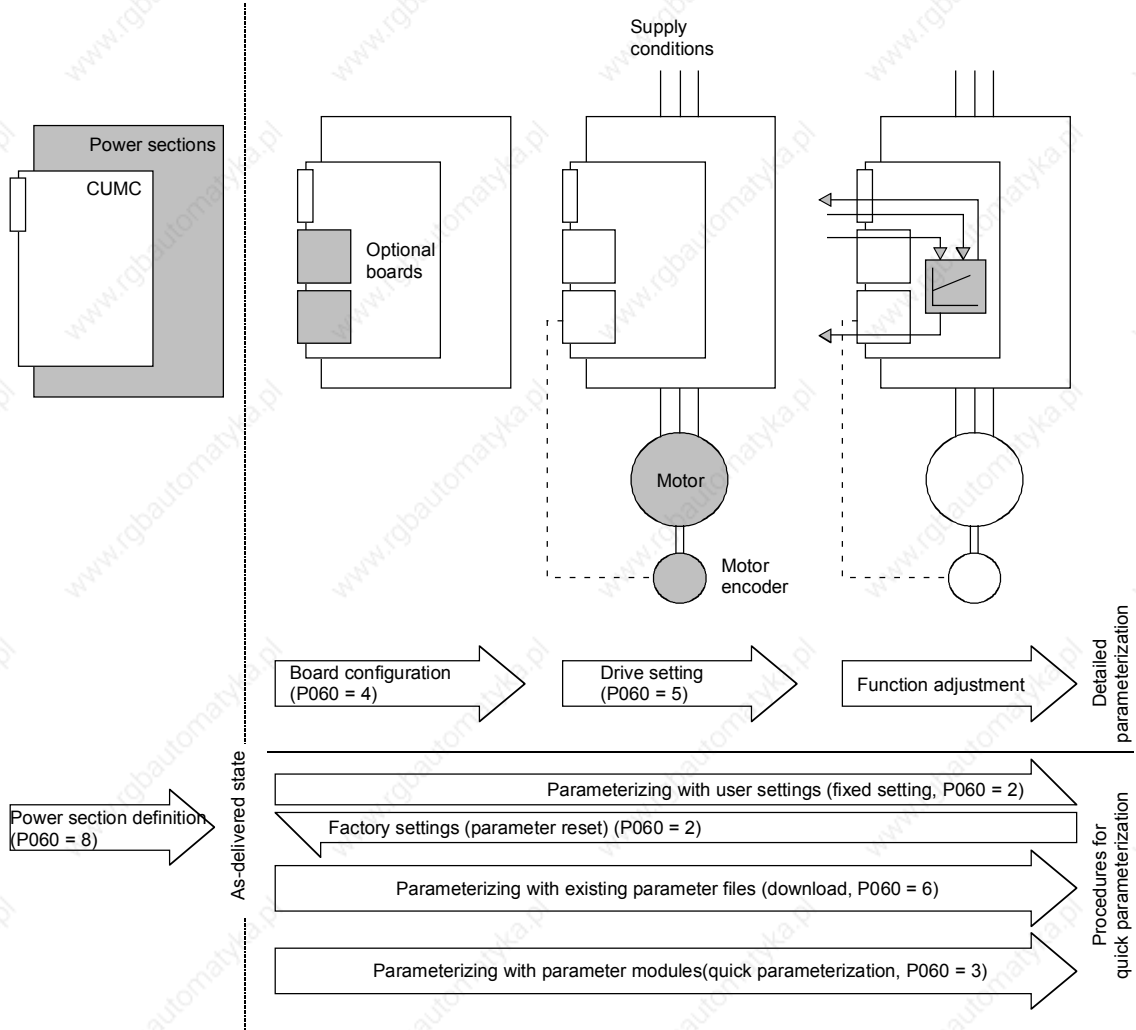 Supply
conditions
Power sections
CUMC
Optional
boards
Motor
Motor
encoder
Board configuration
(P060 = 4)
Drive setting
(P060 = 5)
Function adjustment
Detailed
parameterization
As-delivered state
Power section definition
(P060 = 8)
Parameterizing with user settings (fixed setting, P060 = 2)
Factory settings (parameter reset) (P060 = 2)
Parameterizing with existing parameter files (download, P060 = 6)
Parameterizing with parameter modules(quick parameterization, P060 = 3)
Procedures for
quick parameterization
www.rgbautomatyka.pl